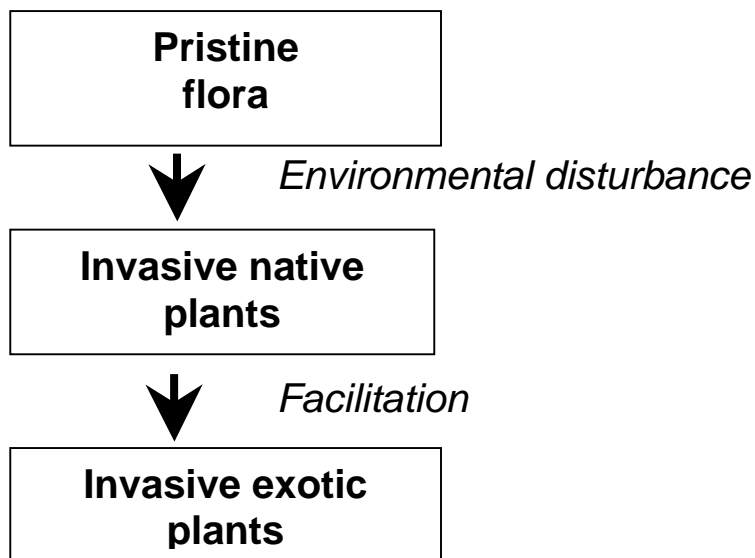 Pristine
flora
Environmental disturbance
Invasive native
plants
Facilitation
Invasive exotic
plants